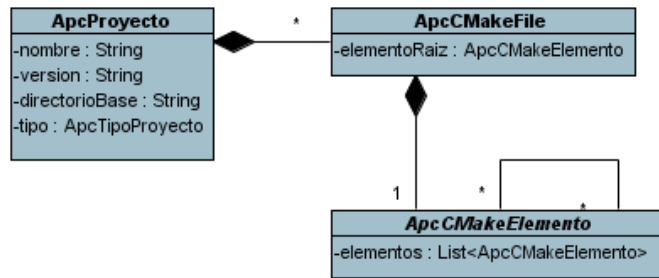 ApcProyecto
-nombre : String
-version : String
-directorioBase : String
-tipo : ApcTipoProyecto
*
ApcCMakeFile
-elementoRaiz : ApcCMakeElemento
1
*
*
ApcCMakeElemento
-elementos : List<ApcCMakeElemento>